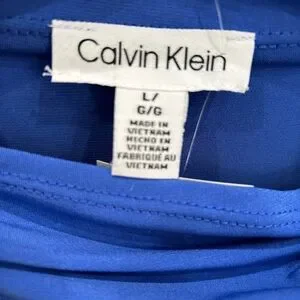 Calvin Klein
L/
G/G
MADE IN
VIETNAM
HECHO EN
VIETNAM
FABRIQUÉ AU
VIETNAM